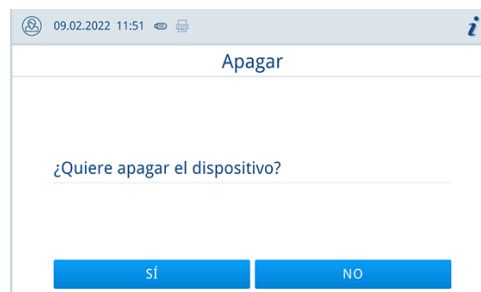 09.02.2022 11:51
i
Apagar
¿Quiere apagar el dispositivo?
SÍ
NO